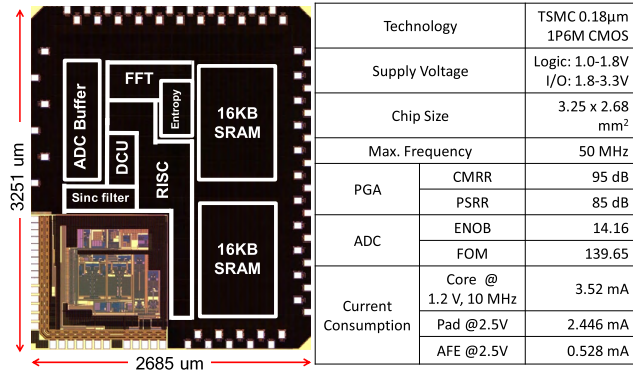 FFT
ADC Buffer
Entropy
16KB
SRAM
DCU
RISC
Sinc filter
16KB
SRAM
3251 um
2685 um
Technology
TSMC 0.18μm
1P6M CMOS
Supply Voltage
Logic: 1.0-1.8V
I/O: 1.8-3.3V
Chip Size
3.25 x 2.68
mm²
Max. Frequency
50 MHz
PGA
CMRR
95 dB
PSRR
85 dB
ADC
ENOB
14.16
FOM
139.65
Current
Consumption
Core @
1.2 V, 10 MHz
3.52 mA
Pad @2.5V
2.446 mA
AFE @2.5V
0.528 mA